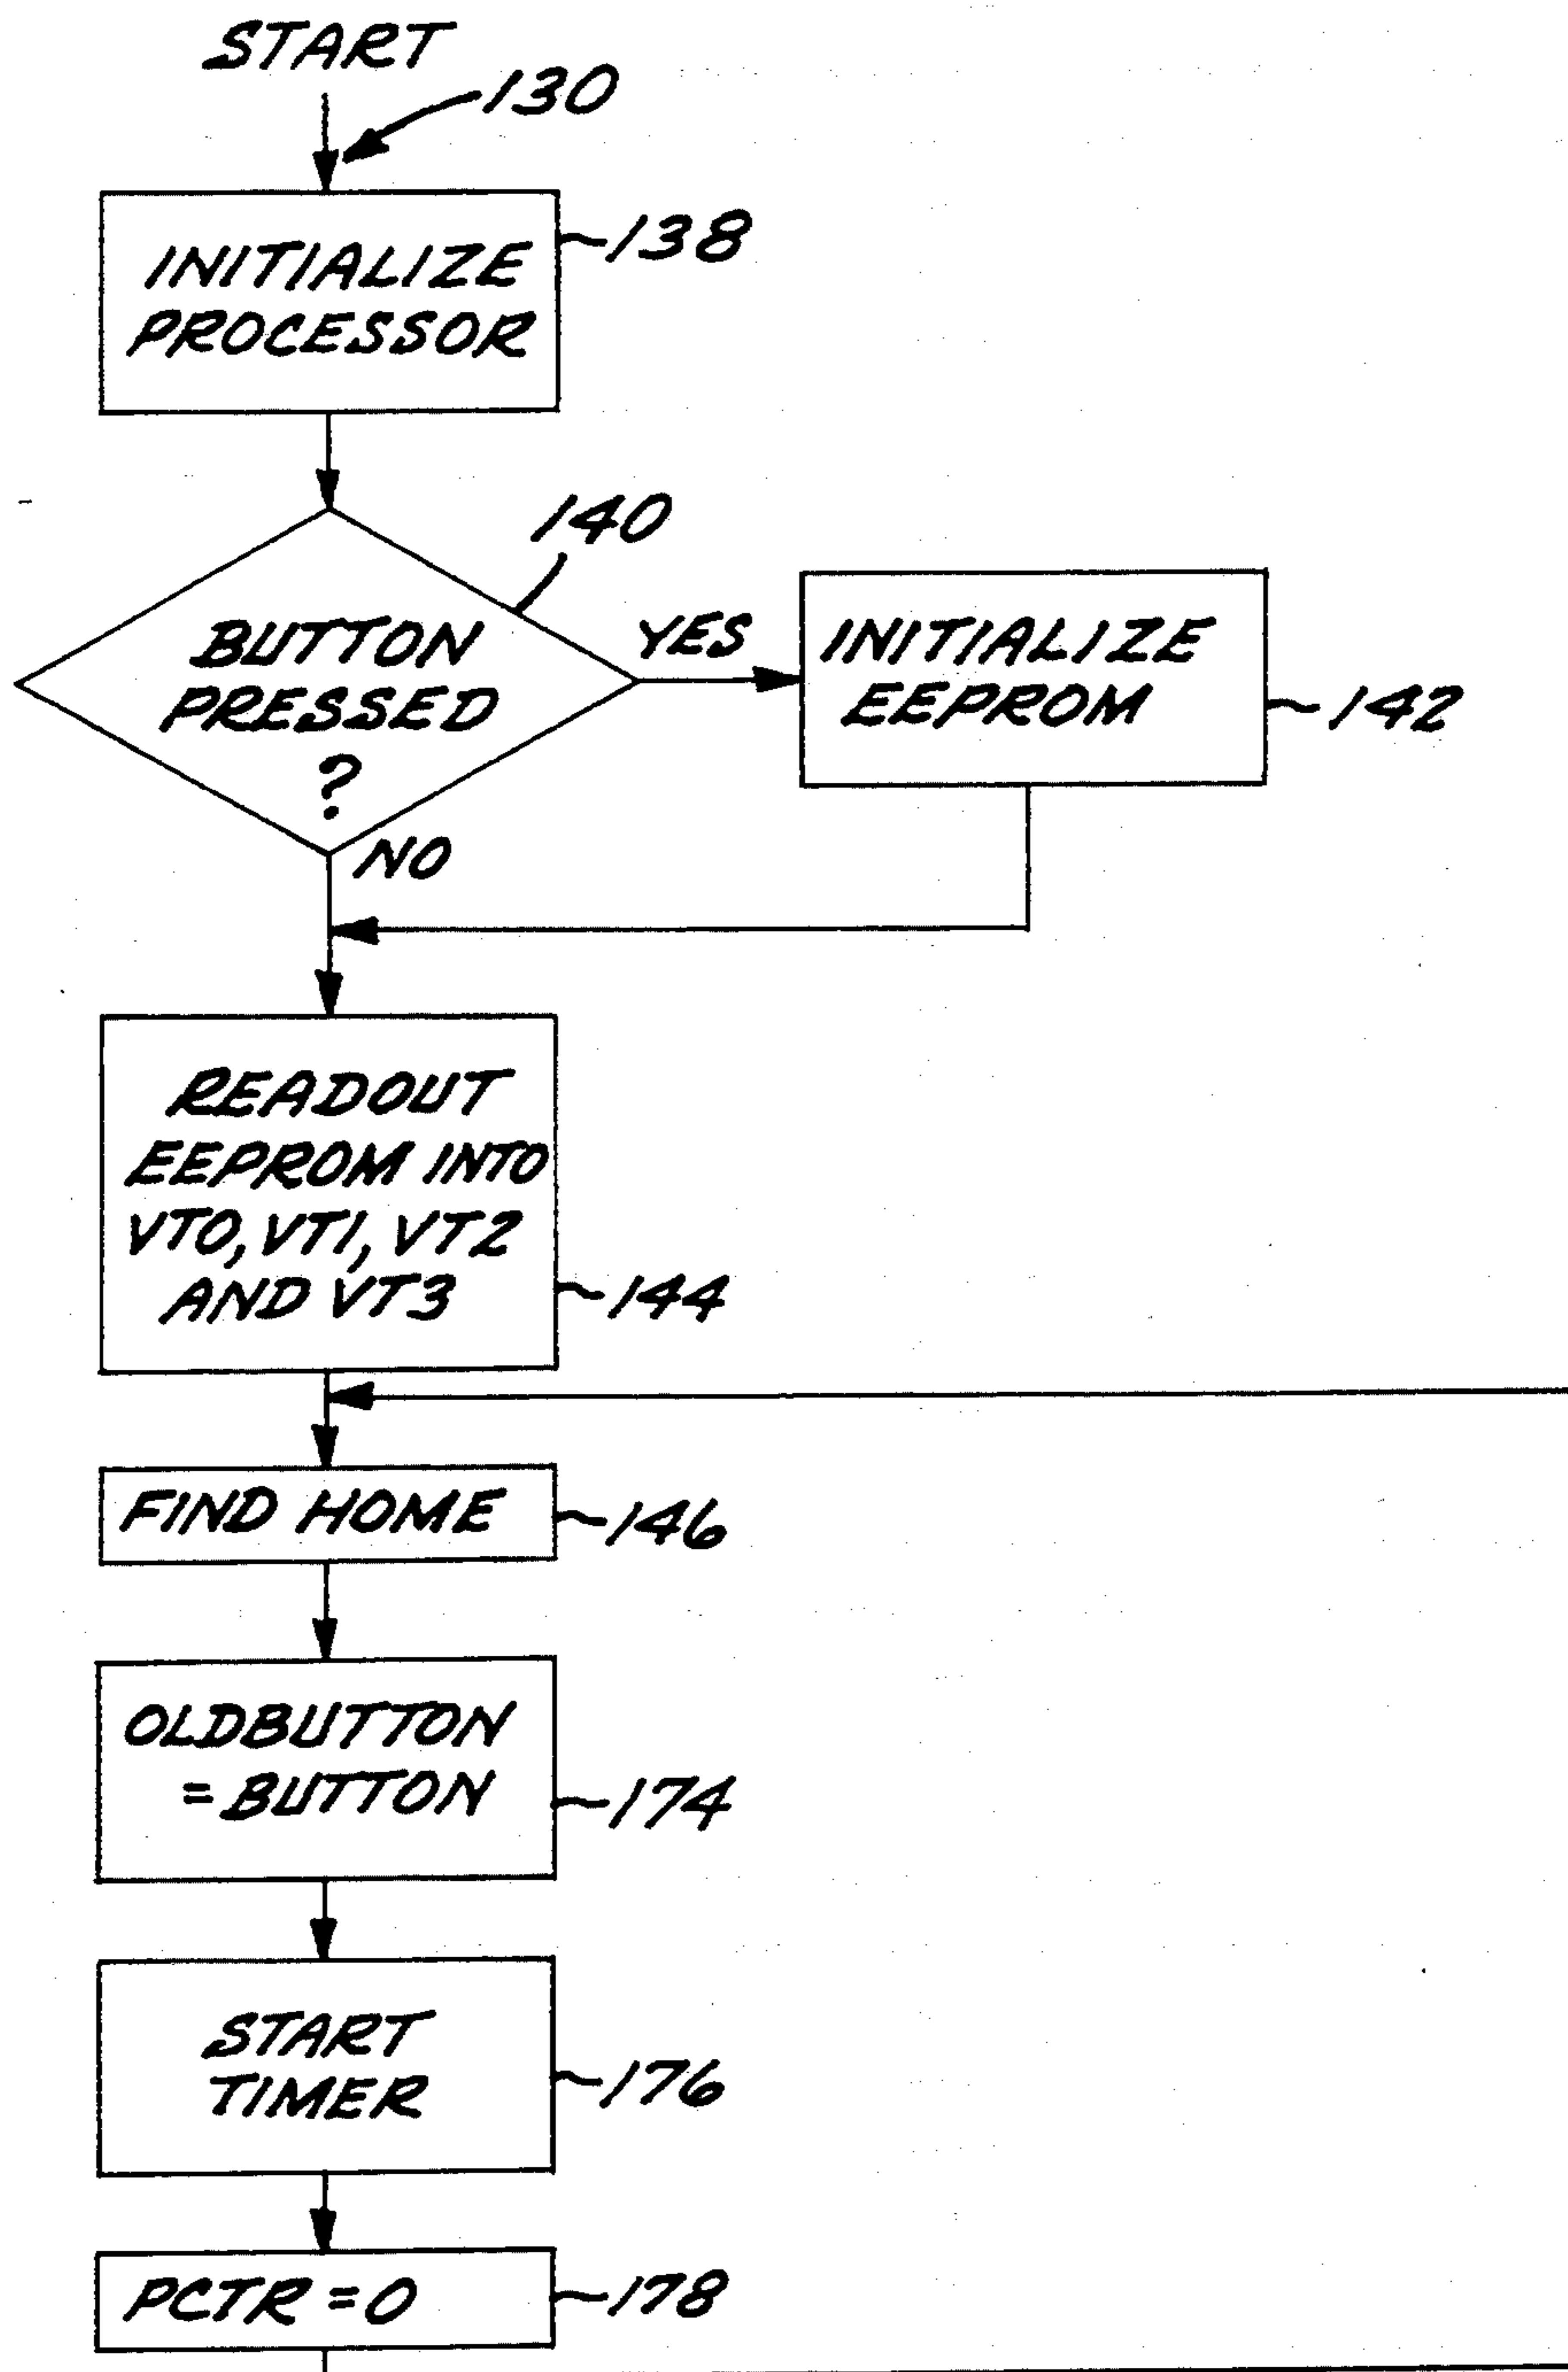 START
130
INITIALIZE
PROCESSOR
138
140
BUTTON
PRESSED
?
YES
INITIALIZE
EEPROM
142
NO
READOUT
EEPROM INTO
VT0, VT1, VT2
AND VT3
144
FIND HOME
146
OLDBUTTON
= BUTTON
174
START
TIMER
176
PCTR = 0
178